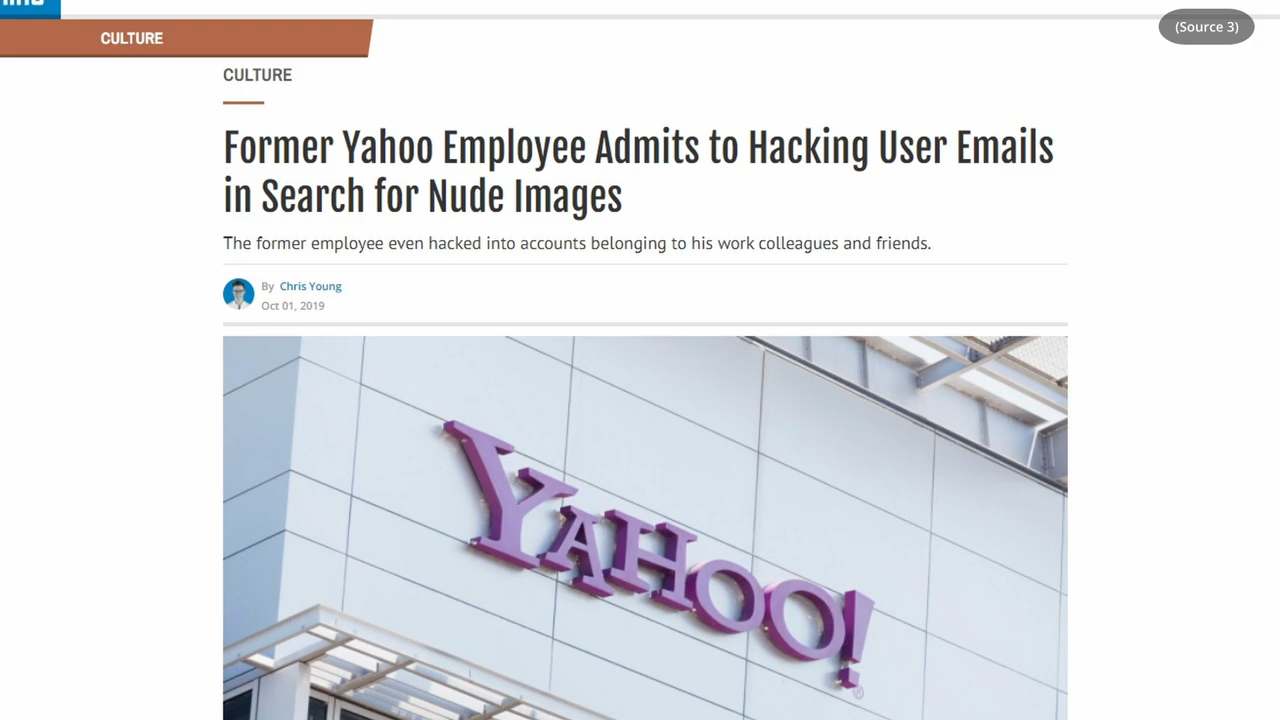 CULTURE
(Source 3)
CULTURE
Former Yahoo Employee Admits to Hacking User Emails
in Search for Nude Images
The former employee even hacked into accounts belonging to his work colleagues and friends.
By Chris Young
Oct 01, 2019
YAHOO!